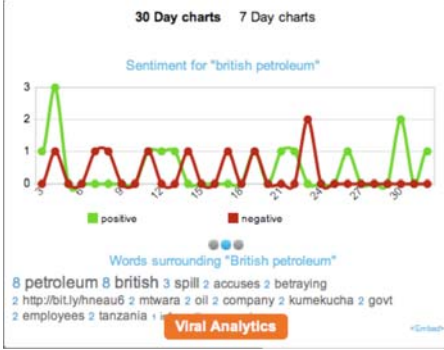 30 Day charts 7 Day charts
Sentiment for "british petroleum"
3
2
1
0
3 6 9 12 15 18 21 24 27 30
positive negative
Words surrounding "British petroleum"
8 petroleum 8 british 3 spill 2 accuses 2 betraying
2 http://bit.ly/hneau6 2 mtwara 2 oil 2 company 2 kumekucha 2 govt
2 employees 2 tanzania 1
Viral Analytics
<Embed>